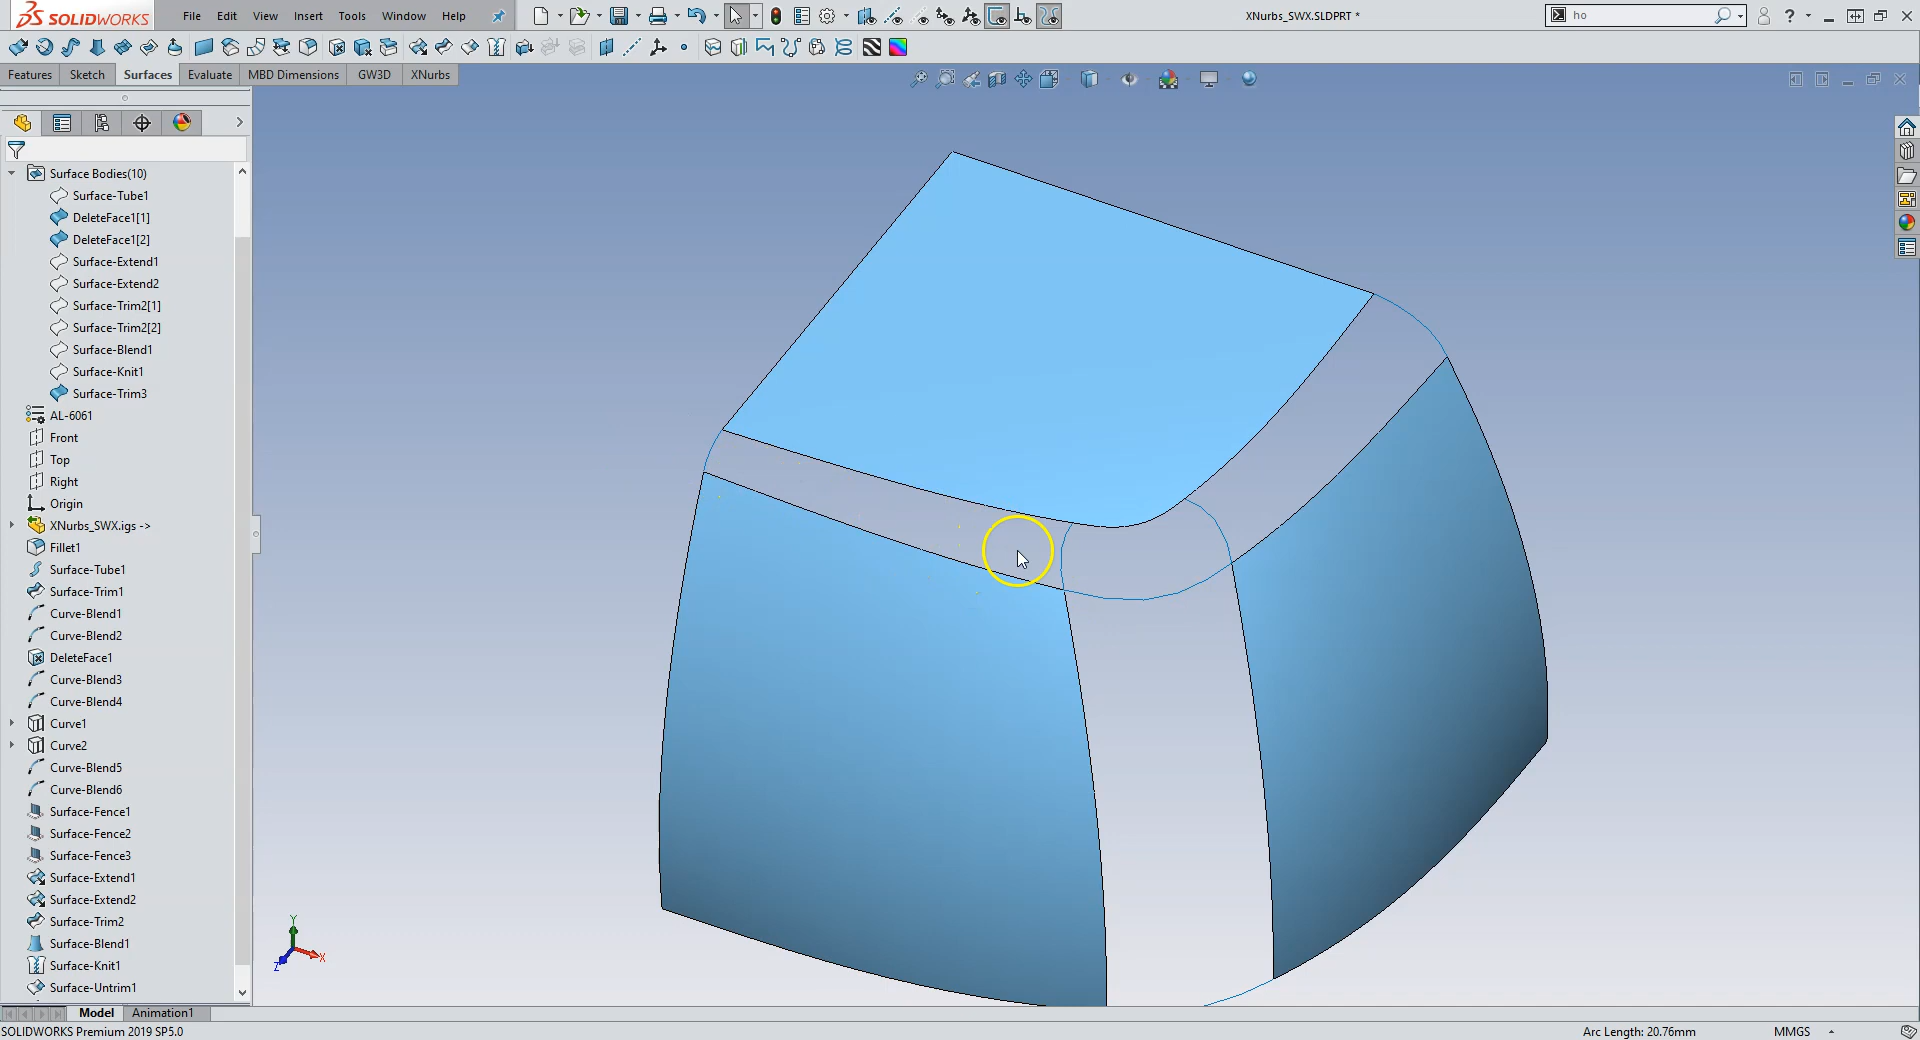 SOLIDWORKS
File Edit View Insert Tools Window Help
XNurbs_SWX.SLDPRT *
ho
Features Sketch Surfaces Evaluate MBD Dimensions GW3D XNurbs
Surface Bodies(10)
Surface-Tube1
DeleteFace1[1]
DeleteFace1[2]
Surface-Extend1
Surface-Extend2
Surface-Trim2[1]
Surface-Trim2[2]
Surface-Blend1
Surface-Knit1
Surface-Trim3
AL-6061
Front
Top
Right
Origin
XNurbs_SWX.igs ->
Fillet1
Surface-Tube1
Surface-Trim1
Curve-Blend1
Curve-Blend2
DeleteFace1
Curve-Blend3
Curve-Blend4
Curve1
Curve2
Curve-Blend5
Curve-Blend6
Surface-Fence1
Surface-Fence2
Surface-Fence3
Surface-Extend1
Surface-Extend2
Surface-Trim2
Surface-Blend1
Surface-Knit1
Surface-Untrim1
Y
X
Z
Model Animation1
SOLIDWORKS Premium 2019 SP5.0
Arc Length: 20.76mm MMGS